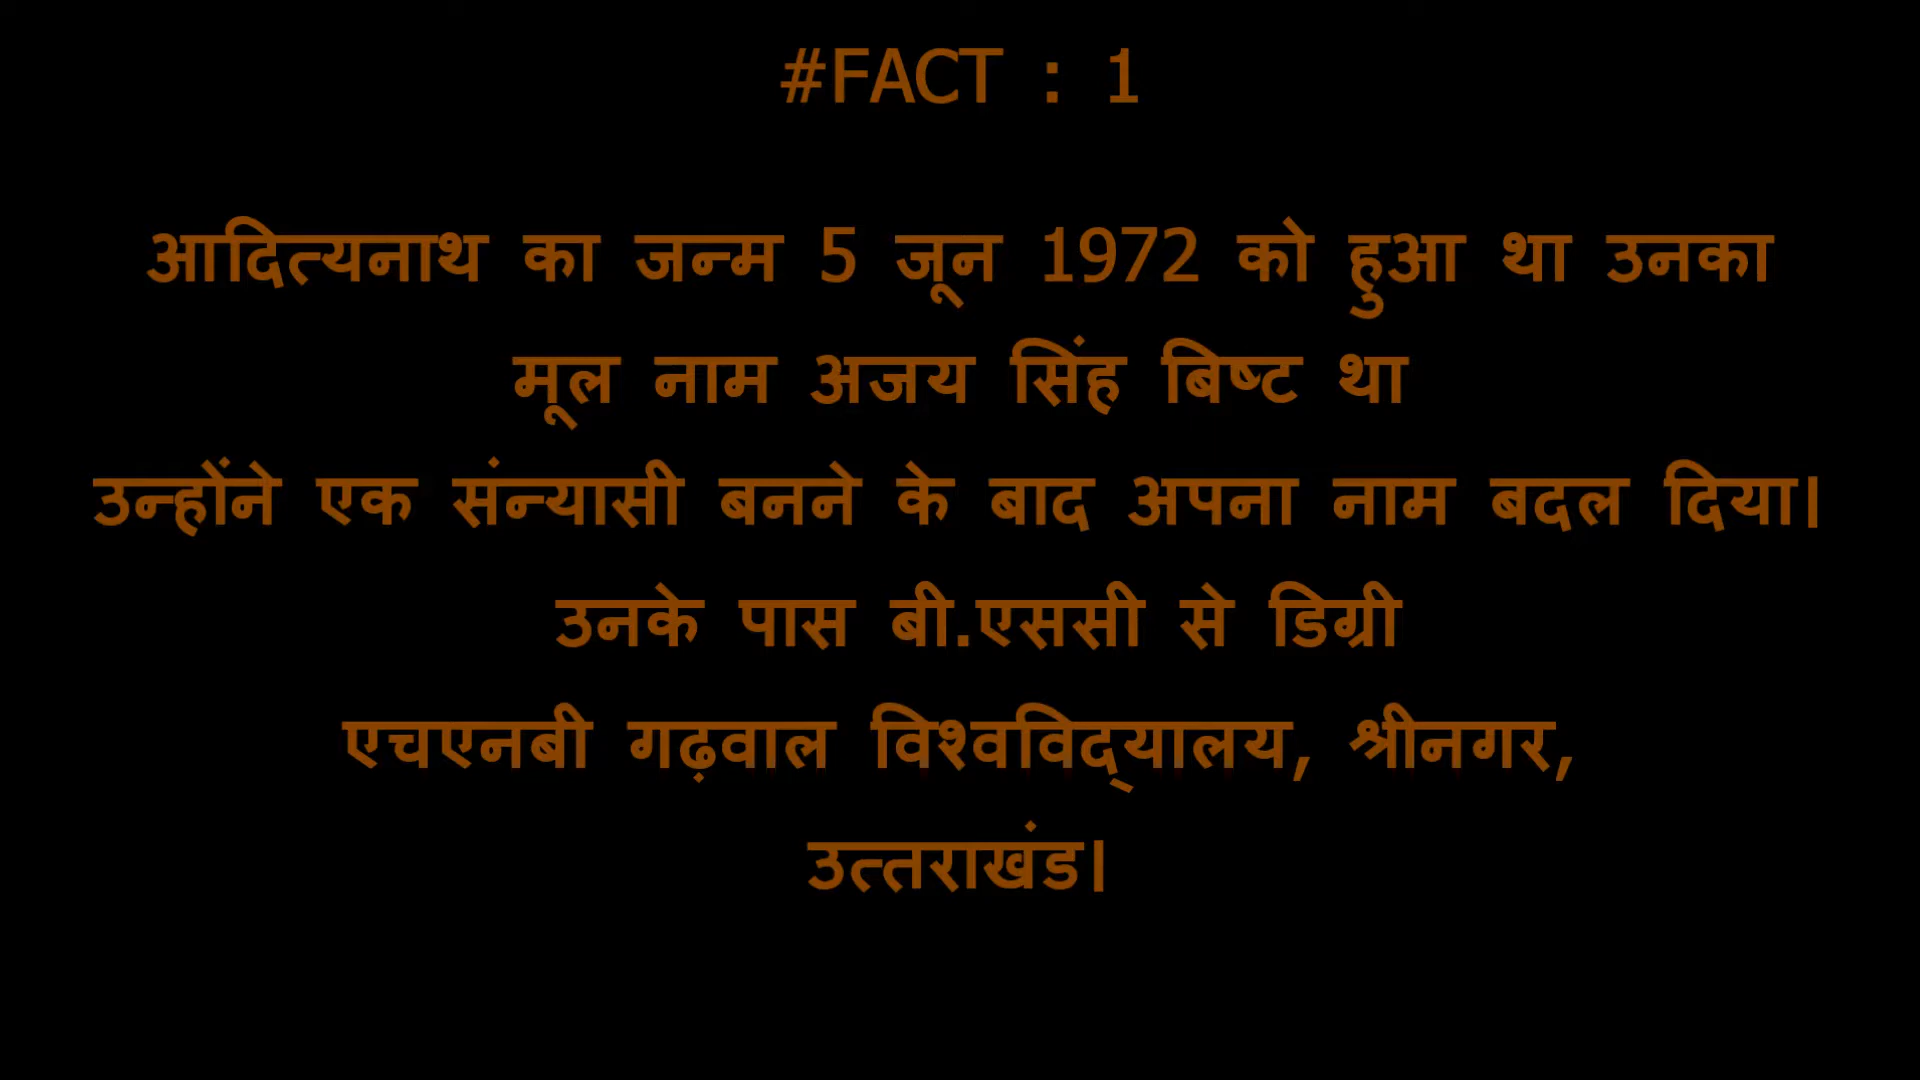 #FACT : 1
आदित्यनाथ का जन्म 5 जून 1972 को हुआ था उनका
मूल नाम अजय सिंह बिष्ट था
उन्होंने एक संन्यासी बनने के बाद अपना नाम बदल दिया।
उनके पास बी.एससी से डिग्री
एचएनबी गढ़वाल विश्वविद्यालय, श्रीनगर,
उत्तराखंड।